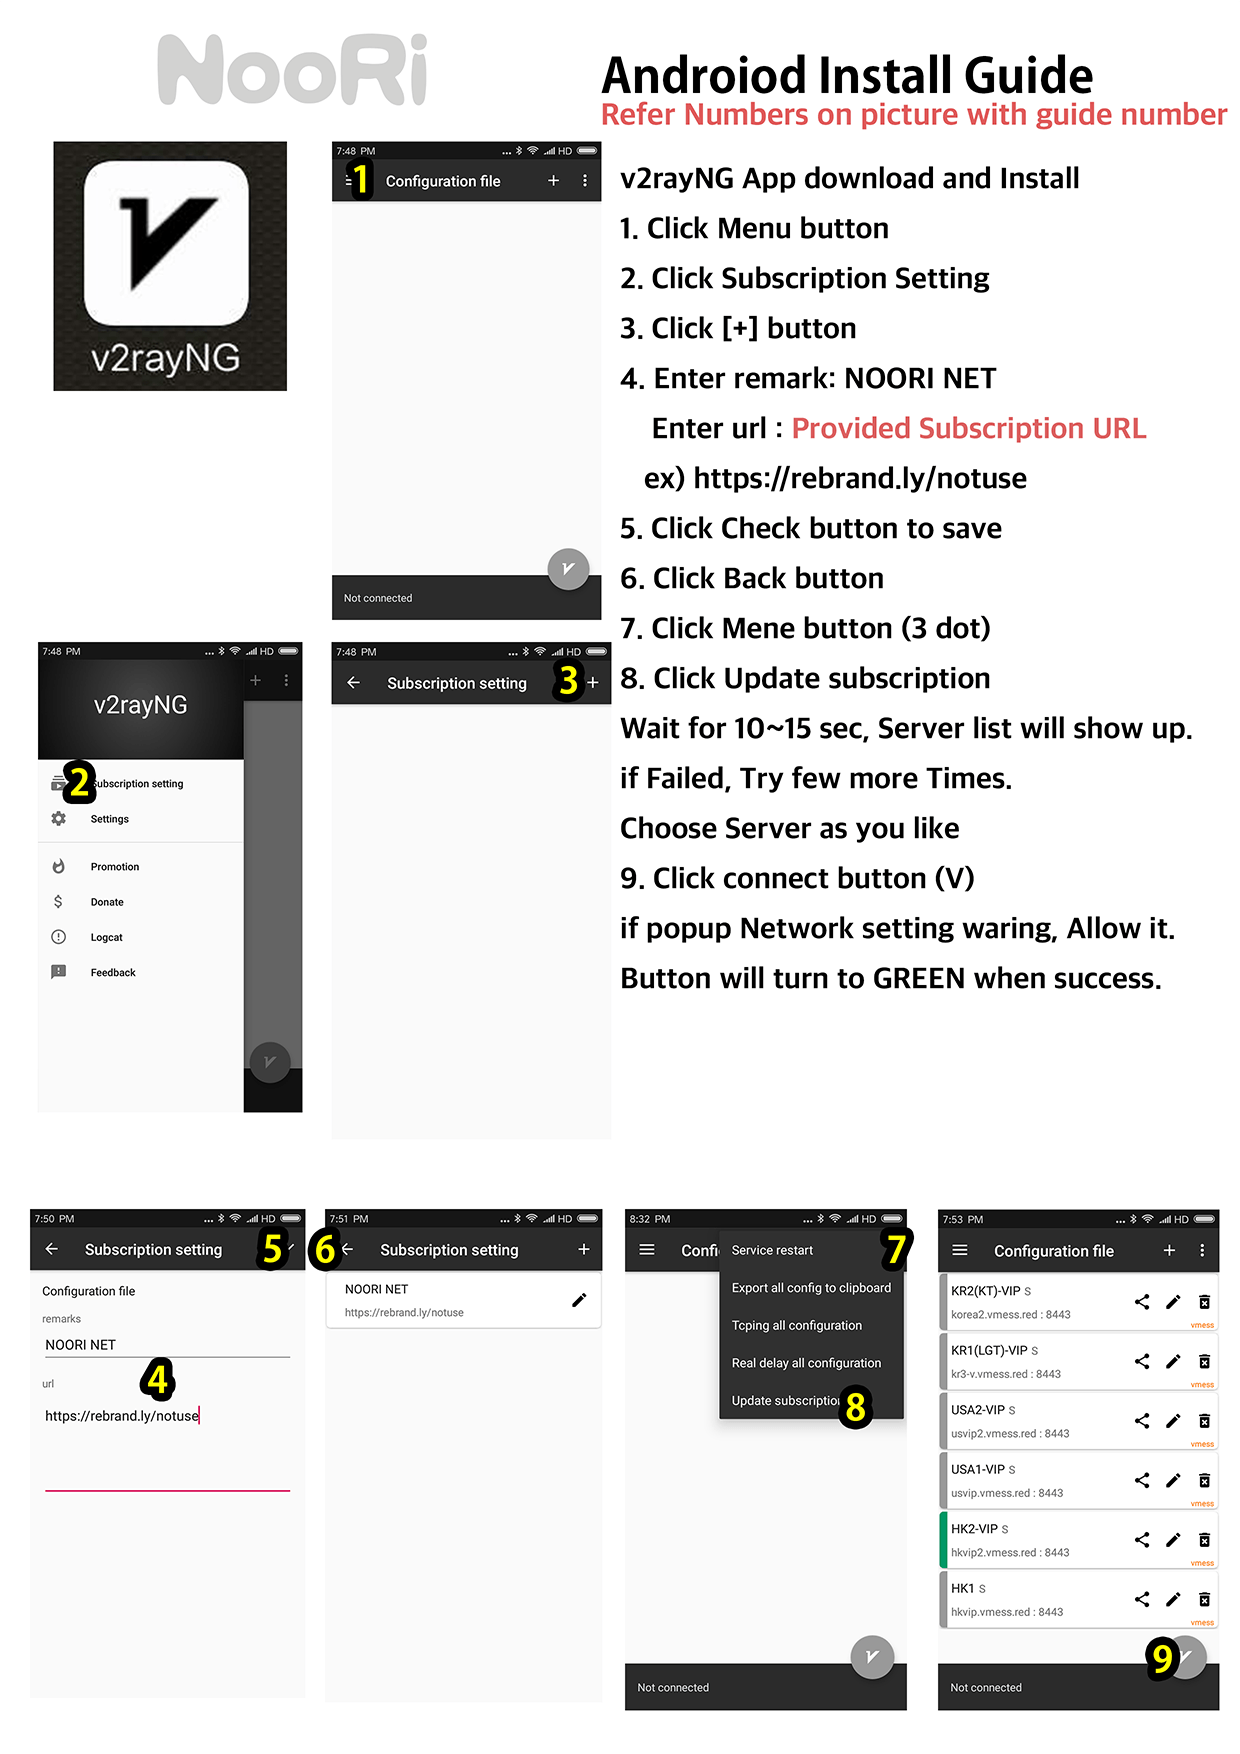 NooRi
Androiod Install Guide
Refer Numbers on picture with guide number
v2rayNG
v2rayNG App download and Install
1. Click Menu button
2. Click Subscription Setting
3. Click [+] button
4. Enter remark: NOORI NET
Enter url : Provided Subscription URL
ex) https://rebrand.ly/notuse
5. Click Check button to save
6. Click Back button
7. Click Mene button (3 dot)
8. Click Update subscription
Wait for 10~15 sec, Server list will show up.
if Failed, Try few more Times.
Choose Server as you like
9. Click connect button (V)
if popup Network setting waring, Allow it.
Button will turn to GREEN when success.
7:48 PM ... HD
1 Configuration file +
Not connected
7:48 PM ... HD
v2rayNG +
2 Subscription setting
Settings
Promotion
$ Donate
Logcat
Feedback
7:48 PM ... HD
Subscription setting 3 +
7:50 PM ... HD
Subscription setting 5
Configuration file
remarks
NOORI NET
url 4
https://rebrand.ly/notuse
7:51 PM ... HD
6 Subscription setting +
NOORI NET
https://rebrand.ly/notuse
8:32 PM ... HD
Confi Service restart 7
Export all config to clipboard
Tcping all configuration
Real delay all configuration
Update subscription 8
Not connected
7:53 PM ... HD
Configuration file +
KR2(KT)-VIP S
korea2.vmess.red : 8443
vmess
KR1(LGT)-VIP S
kr3-v.vmess.red : 8443
vmess
USA2-VIP S
usvip2.vmess.red : 8443
vmess
USA1-VIP S
usvip.vmess.red : 8443
vmess
HK2-VIP S
hkvip2.vmess.red : 8443
vmess
HK1 S
hkvip.vmess.red : 8443
vmess
9
Not connected